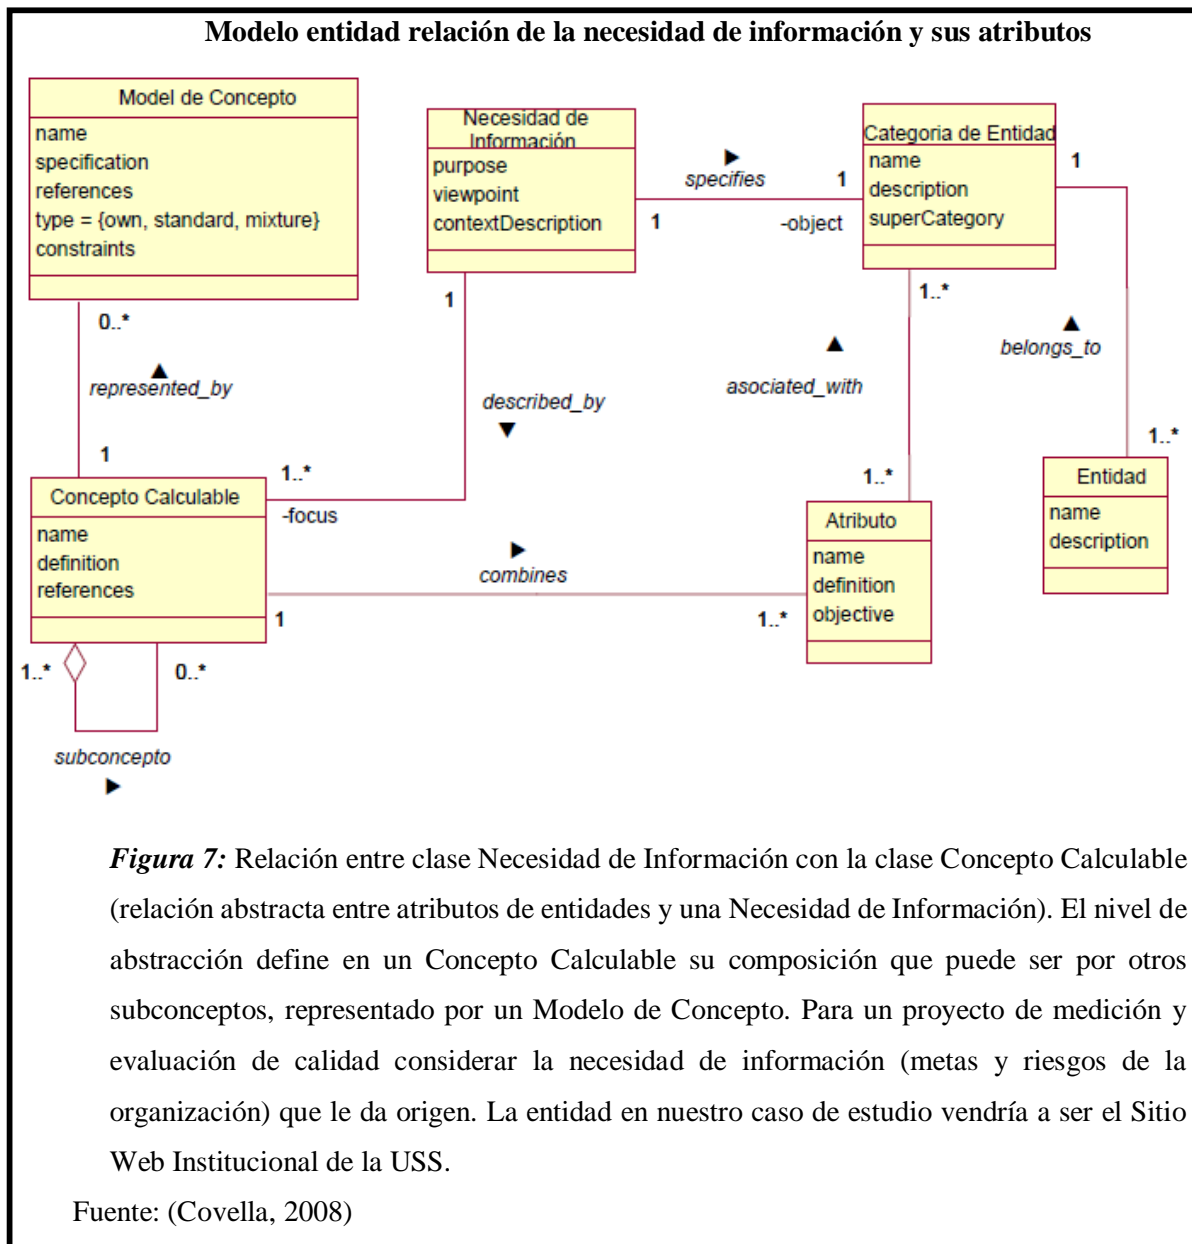 Modelo entidad relación de la necesidad de información y sus atributos
Model de Concepto
name
specification
references
type = {own, standard, mixture}
constraints
0..*
represented_by
1
Necesidad de
Información
purpose
viewpoint
contextDescription
specifies
1
1
-object
Categoria de Entidad
name
description
superCategory
1
1..*
belongs_to
1..*
asociated_with
1..*
1
described_by
1..*
-focus
Concepto Calculable
name
definition
references
combines
1
1..*
Atributo
name
definition
objective
Entidad
name
description
1..*
0..*
subconcepto
Figura 7: Relación entre clase Necesidad de Información con la clase Concepto Calculable
(relación abstracta entre atributos de entidades y una Necesidad de Información). El nivel de
abstracción define en un Concepto Calculable su composición que puede ser por otros
subconceptos, representado por un Modelo de Concepto. Para un proyecto de medición y
evaluación de calidad considerar la necesidad de información (metas y riesgos de la
organización) que le da origen. La entidad en nuestro caso de estudio vendría a ser el Sitio
Web Institucional de la USS.
Fuente: (Covella, 2008)